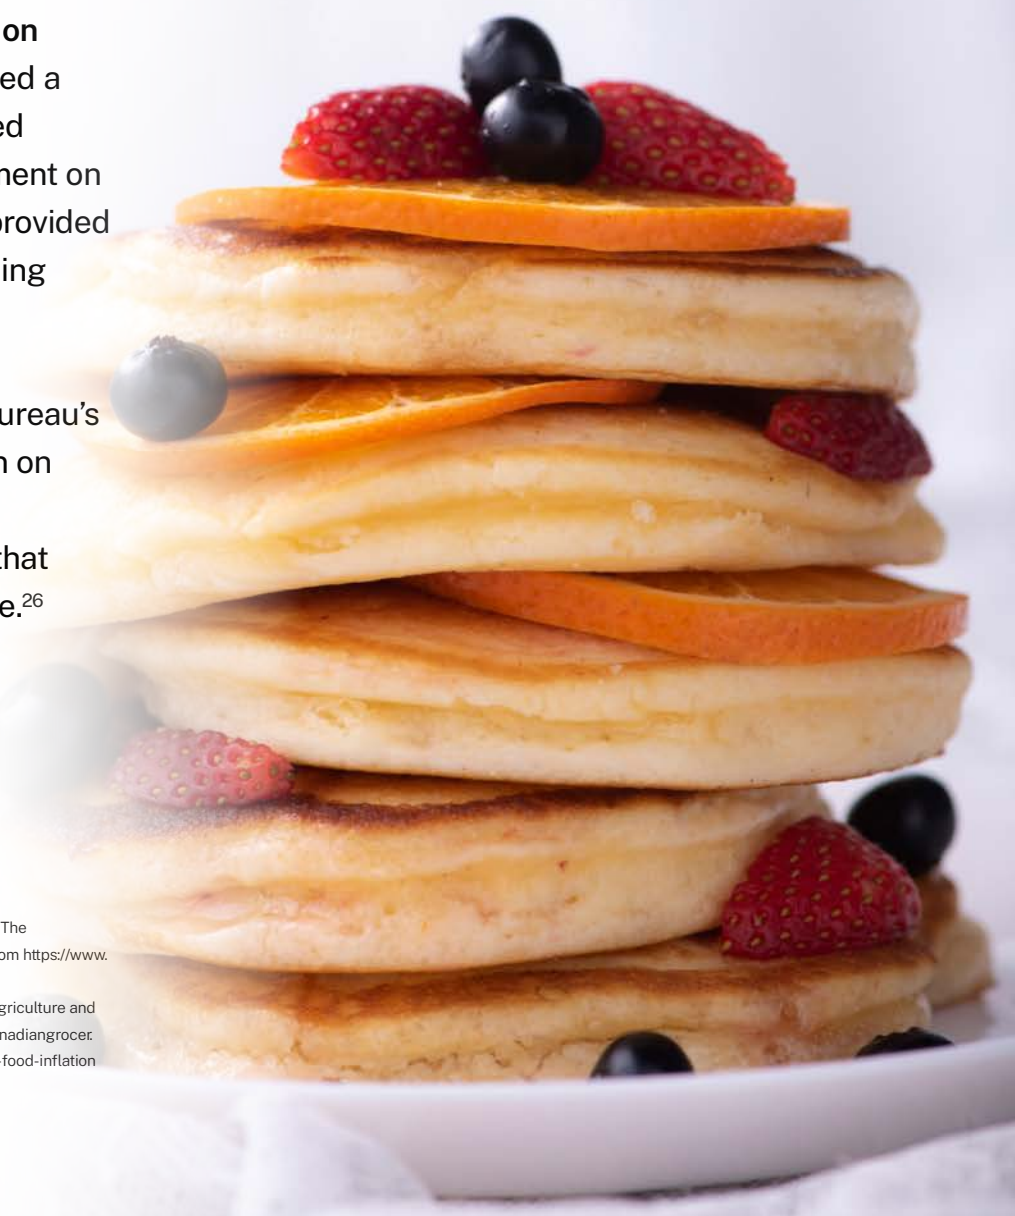 on
ed a
ed
nent on
provided
ing
ureau's
n on
that
e.26
The
om https://www.
griculture and
nadiangrocer.
-food-inflation